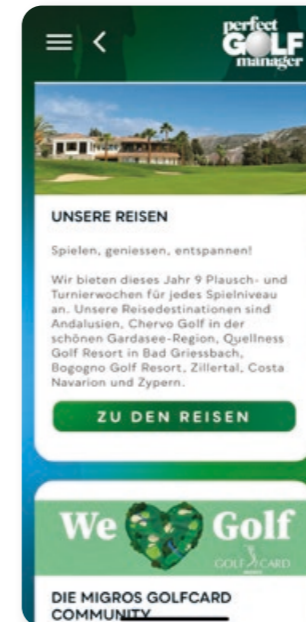 perfect
GOLF
manager
UNSERE REISEN
Spielen, geniessen, entspannen!
Wir bieten dieses Jahr 9 Plausch- und
Turnierwochen für jedes Spielniveau
an. Unsere Reisedestinationen sind
Andalusien, Chervo Golf in der
schönen Gardasee-Region, Quellness
Golf Resort in Bad Griessbach,
Bogogno Golf Resort, Zillertal, Costa
Navarion und Zypern.
ZU DEN REISEN
We Golf
GOLF CARD
DIE MIGROS GOLFCARD
COMMUNITY